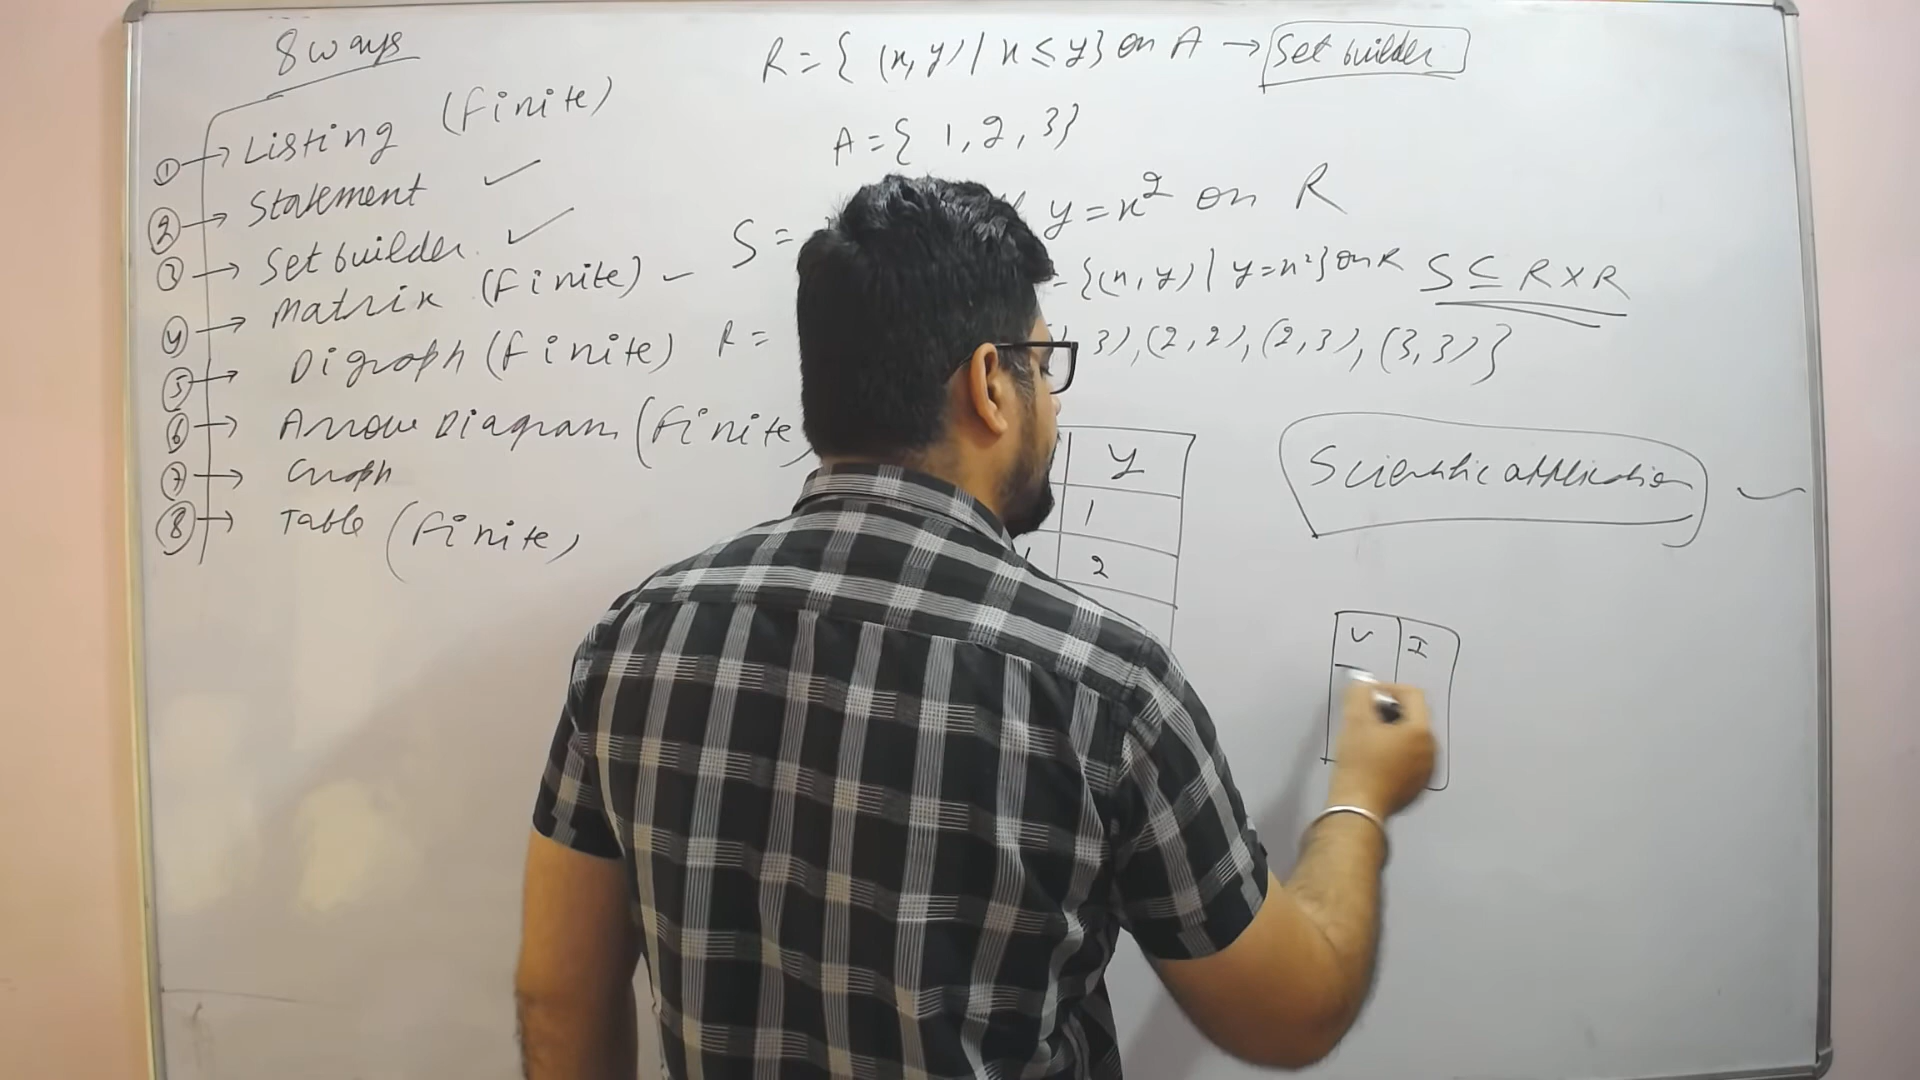 8 ways
① → Listing (Finite)
② → Statement ✓
③ → Set builder ✓
④ → Matrix (Finite)
⑤ → Digraph (Finite)
⑥ → Arrow Diagram (Finite
⑦ → Graph
⑧ → Table (Finite)
R = { (x, y) / x ≤ y} on A → Set builder
A = { 1, 2, 3}
S = y = x² on R
= {(x, y) / y = x²} on R S ⊆ R × R
R = 3), (2, 2), (2, 3), (3, 3) }
Y
1
2
Scientific application
V I